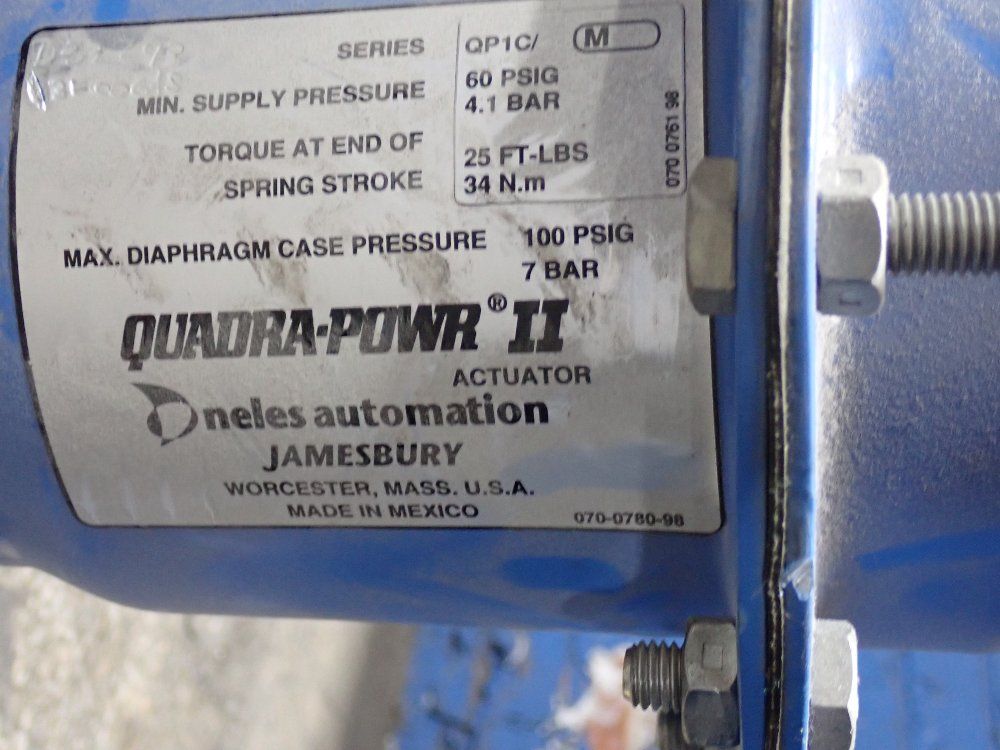 SERIES QP1C/ M
MIN. SUPPLY PRESSURE 60 PSIG
4.1 BAR
TORQUE AT END OF 25 FT-LBS
SPRING STROKE 34 N.m
070 0761 98
MAX. DIAPHRAGM CASE PRESSURE 100 PSIG
7 BAR
QUADRA-POWR® II
ACTUATOR
neles automation
JAMESBURY
WORCESTER, MASS. U.S.A.
MADE IN MEXICO
070-0780-98